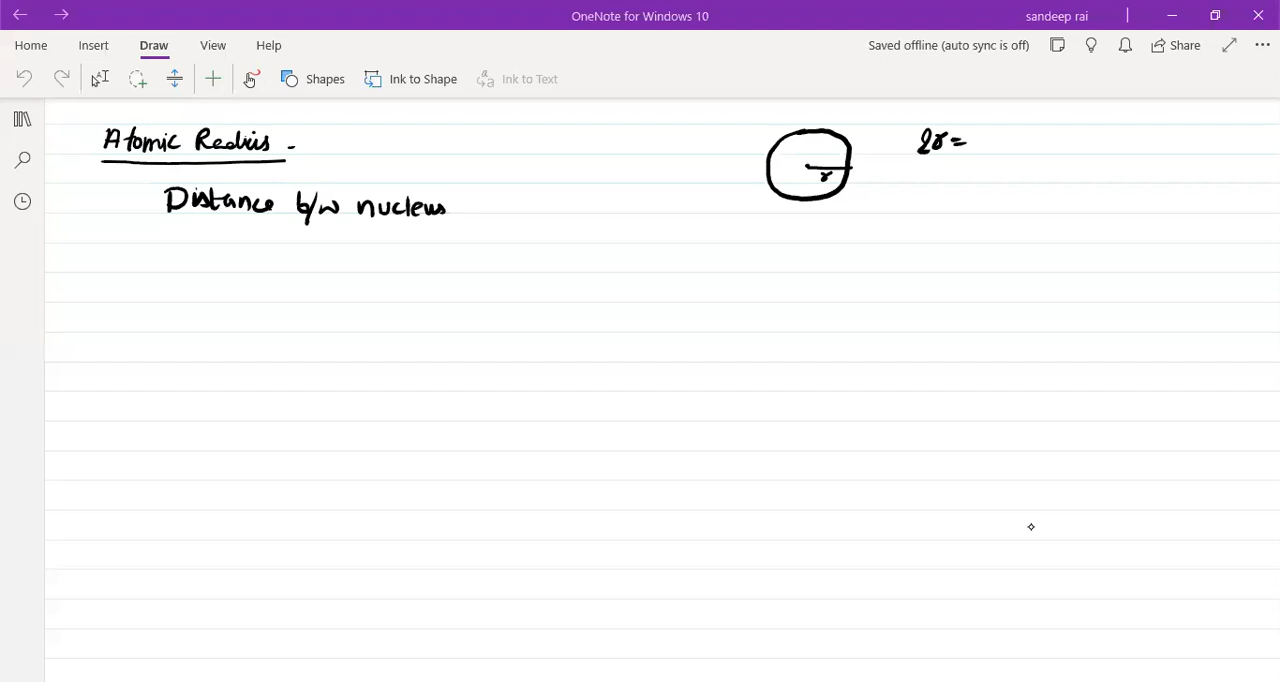 OneNote for Windows 10
sandeep rai
Home Insert Draw View Help
Saved offline (auto sync is off)
Share
Shapes
Ink to Shape
Ink to Text
Atomic Radius -
r
2r=
Distance b/w nucleus